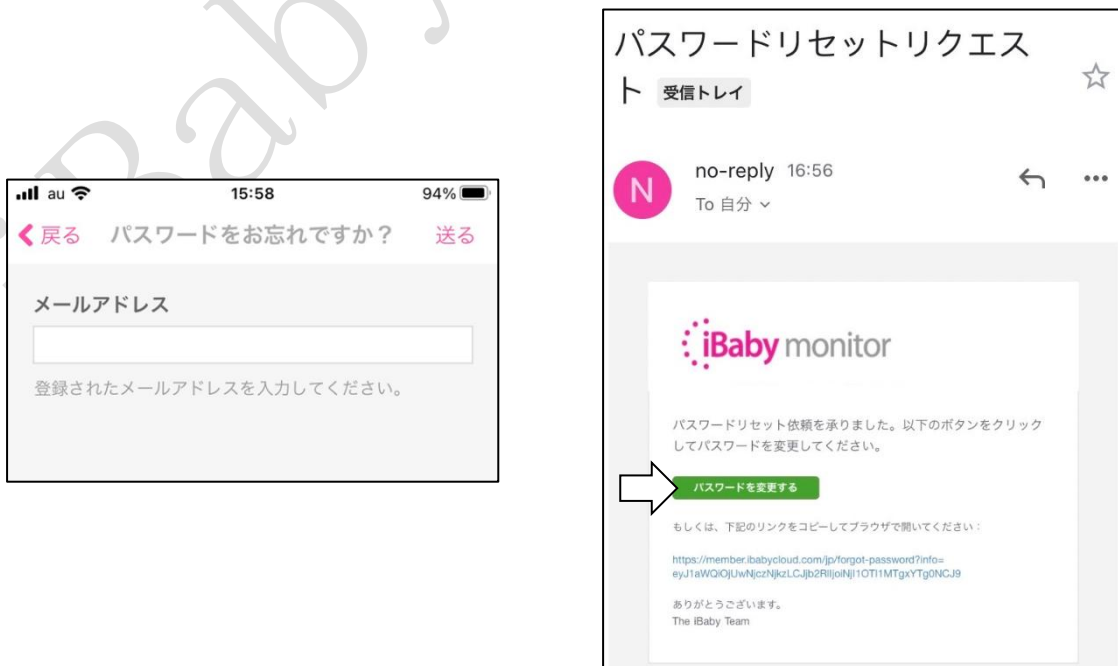 iBaby
au
15:58
94%
戻る パスワードをお忘れですか？ 送る
メールアドレス
登録されたメールアドレスを入力してください。
パスワードリセットリクエス
ト 受信トレイ
N
no-reply 16:56
To 自分
iBaby monitor
パスワードリセット依頼を承りました。以下のボタンをクリック
してパスワードを変更してください。
パスワードを変更する
もしくは、下記のリンクをコピーしてブラウザで開いてください：
https://member.ibabycloud.com/jp/forgot-password?info=
eyJ1aWQiOjUwNjczNjkzLCJjb2RlIjoiNjI1OTI1MTgxYTg0NCJ9
ありがとうございます。
The iBaby Team